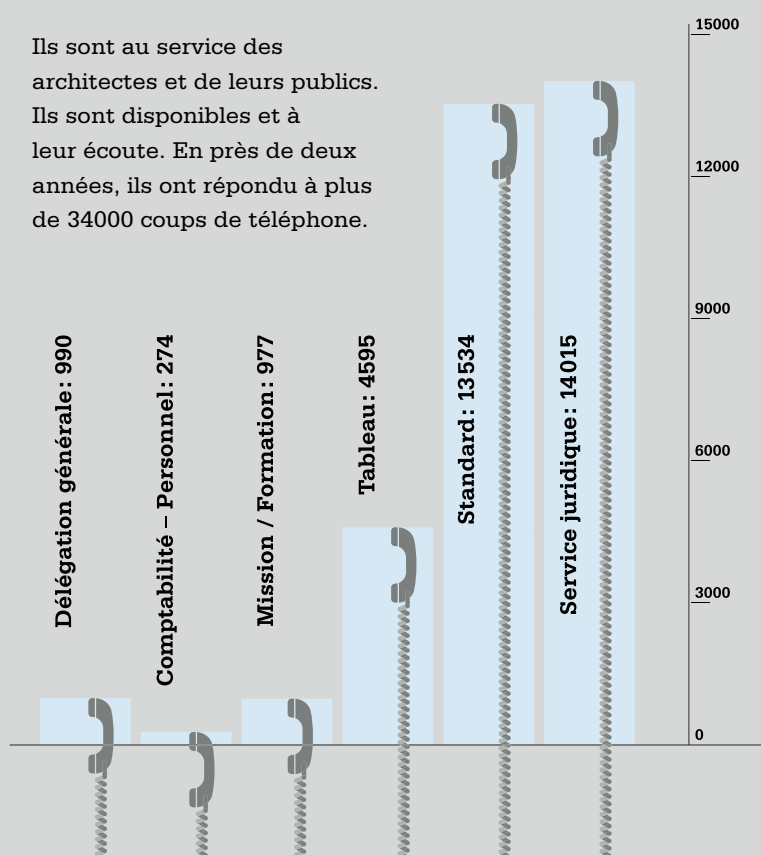 Ils sont au service des
architectes et de leurs publics.
Ils sont disponibles et à
leur écoute. En près de deux
années, ils ont répondu à plus
de 34000 coups de téléphone.
Délégation générale: 990
Comptabilité – Personnel: 274
Mission / Formation: 977
Tableau: 4595
Standard: 13534
Service juridique: 14015
15000
12000
9000
6000
3000
0